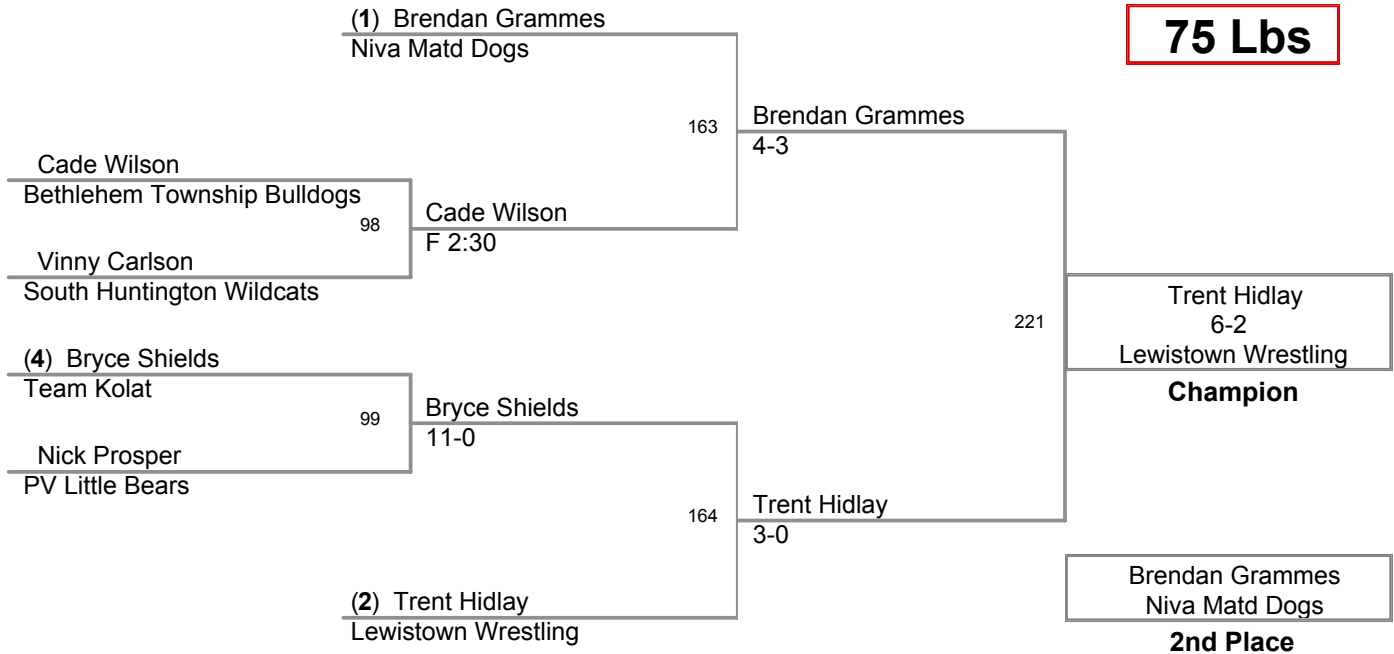 75 Lbs
(1) Brendan Grammes
Niva Matd Dogs
163
Brendan Grammes
4-3
Cade Wilson
Bethlehem Township Bulldogs
98
Cade Wilson
F 2:30
Vinny Carlson
South Huntington Wildcats
221
Trent Hidlay
6-2
Lewistown Wrestling
Champion
(4) Bryce Shields
Team Kolat
99
Bryce Shields
11-0
Nick Prosper
PV Little Bears
164
Trent Hidlay
3-0
(2) Trent Hidlay
Lewistown Wrestling
Brendan Grammes
Niva Matd Dogs
2nd Place